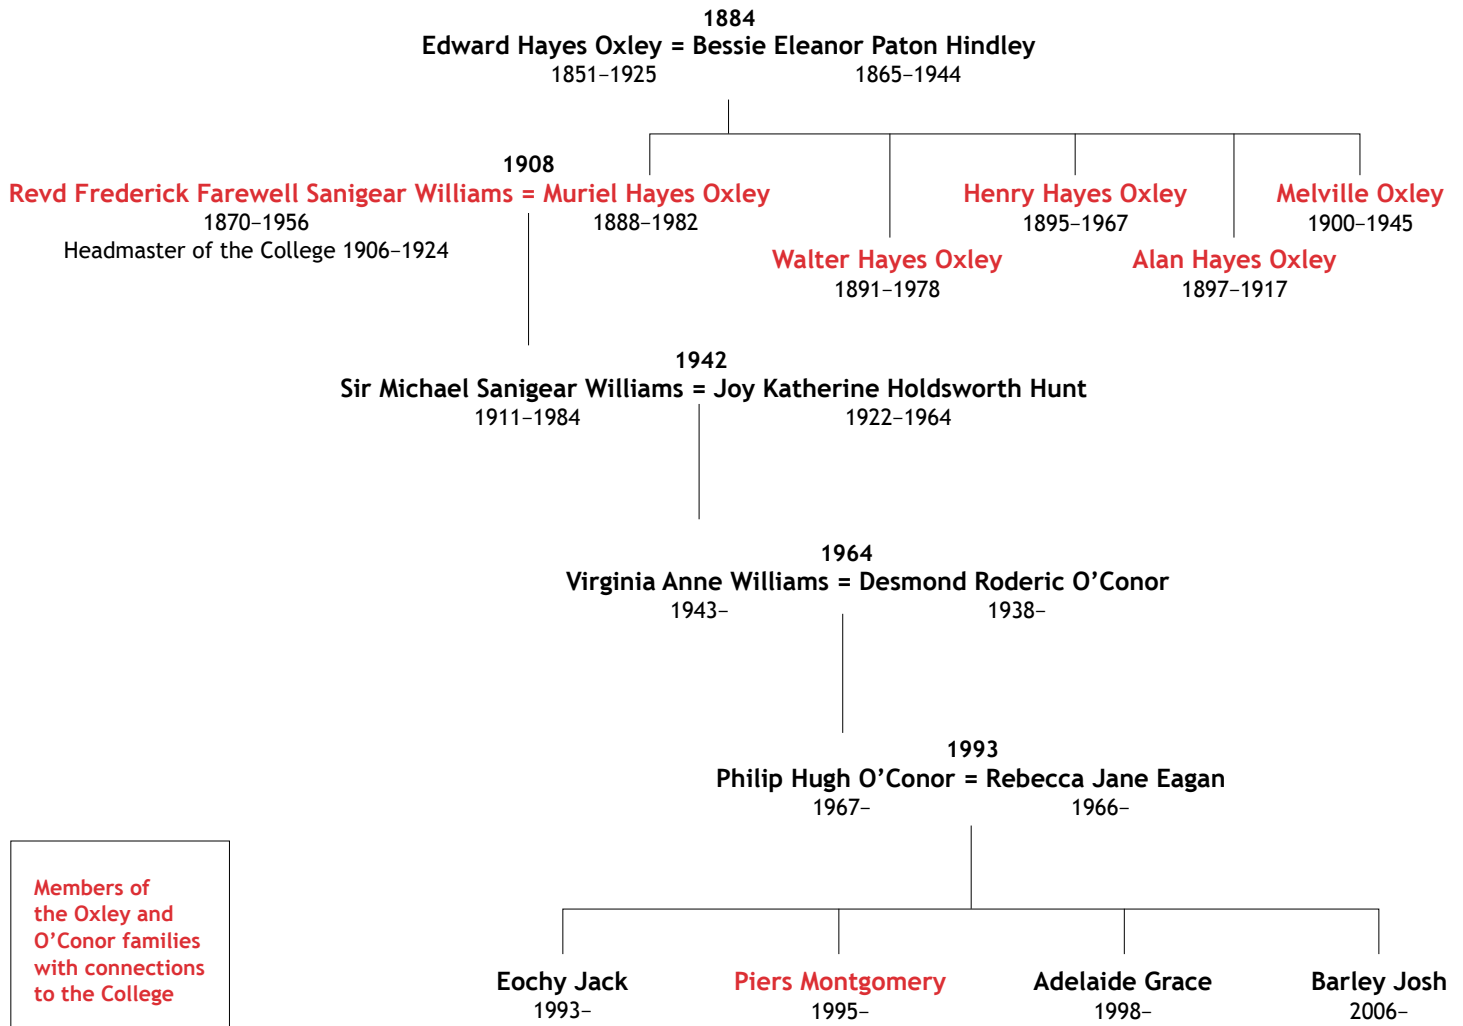 1884
Edward Hayes Oxley = Bessie Eleanor Paton Hindley
1851–1925 1865–1944
1908
Revd Frederick Farewell Sanigear Williams = Muriel Hayes Oxley Henry Hayes Oxley Melville Oxley
1870–1956 1888–1982 1895–1967 1900–1945
Headmaster of the College 1906–1924
Walter Hayes Oxley Alan Hayes Oxley
1891–1978 1897–1917
1942
Sir Michael Sanigear Williams = Joy Katherine Holdsworth Hunt
1911–1984 1922–1964
1964
Virginia Anne Williams = Desmond Roderic O’Conor
1943– 1938–
1993
Philip Hugh O’Conor = Rebecca Jane Eagan
1967– 1966–
Members of
the Oxley and
O’Conor families
with connections
to the College
Eochy Jack Piers Montgomery Adelaide Grace Barley Josh
1993– 1995– 1998– 2006–